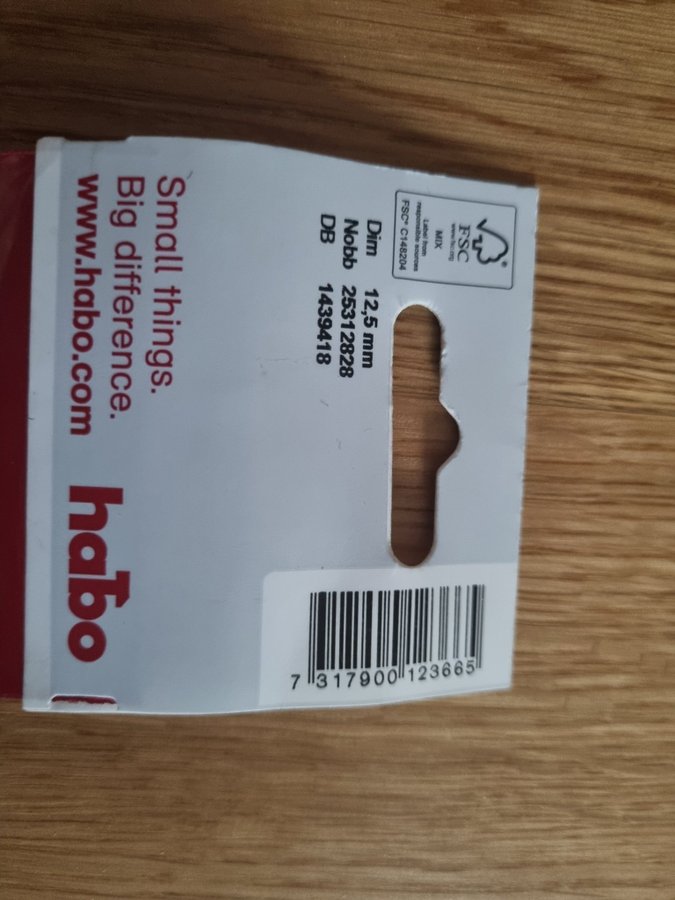 FSC®
www.fsc.org
MIX
Label from
responsible sources
FSC® C148204
Dim 12,5 mm
Nobb 25312828
DB 1439418
Small things.
Big difference.
www.habo.com
habo
7 317900 123665